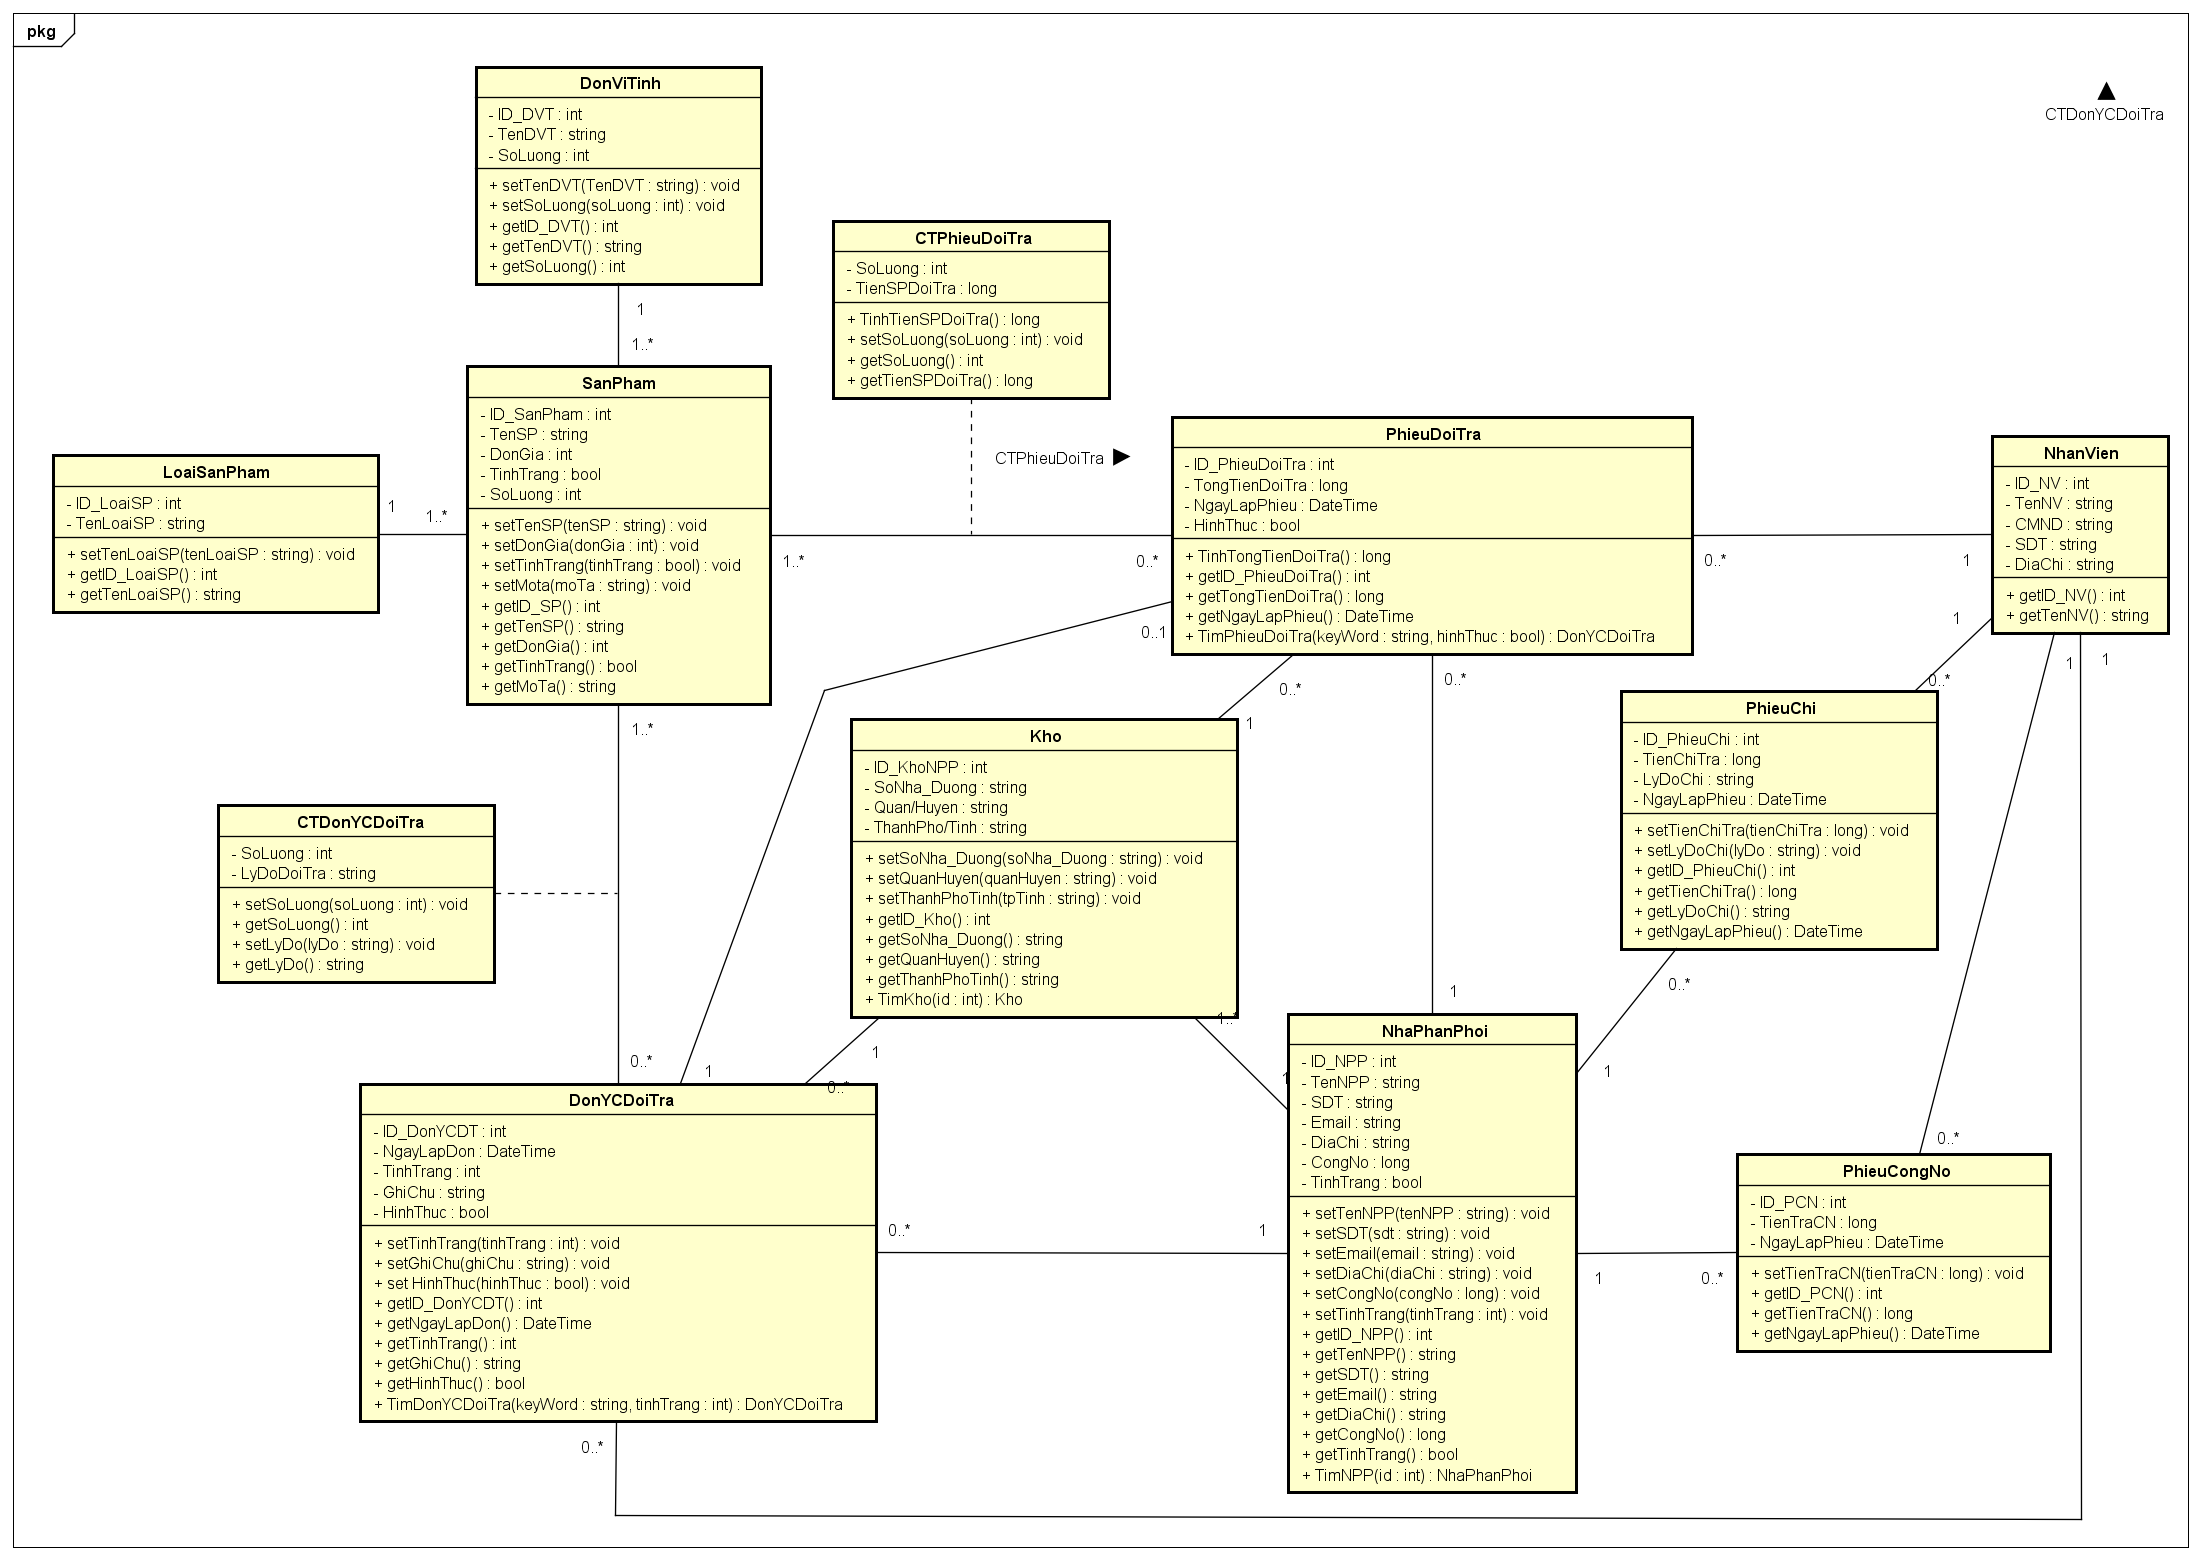 pkg
CTDonYCDoiTra
DonViTinh
- ID_DVT : int
- TenDVT : string
- SoLuong : int
+ setTenDVT(TenDVT : string) : void
+ setSoLuong(soLuong : int) : void
+ getID_DVT() : int
+ getTenDVT() : string
+ getSoLuong() : int
1
1..*
CTPhieuDoiTra
- SoLuong : int
- TienSPDoiTra : long
+ TinhTienSPDoiTra() : long
+ setSoLuong(soLuong : int) : void
+ getSoLuong() : int
+ getTienSPDoiTra() : long
CTPhieuDoiTra
SanPham
- ID_SanPham : int
- TenSP : string
- DonGia : int
- TinhTrang : bool
- SoLuong : int
+ setTenSP(tenSP : string) : void
+ setDonGia(donGia : int) : void
+ setTinhTrang(tinhTrang : bool) : void
+ setMota(moTa : string) : void
+ getID_SP() : int
+ getTenSP() : string
+ getDonGia() : int
+ getTinhTrang() : bool
+ getMoTa() : string
LoaiSanPham
- ID_LoaiSP : int
- TenLoaiSP : string
+ setTenLoaiSP(tenLoaiSP : string) : void
+ getID_LoaiSP() : int
+ getTenLoaiSP() : string
1
1..*
1..*
0..*
PhieuDoiTra
- ID_PhieuDoiTra : int
- TongTienDoiTra : long
- NgayLapPhieu : DateTime
- HinhThuc : bool
+ TinhTongTienDoiTra() : long
+ getID_PhieuDoiTra() : int
+ getTongTienDoiTra() : long
+ getNgayLapPhieu() : DateTime
+ TimPhieuDoiTra(keyWord : string, hinhThuc : bool) : DonYCDoiTra
0..*
1
NhanVien
- ID_NV : int
- TenNV : string
- CMND : string
- SDT : string
- DiaChi : string
+ getID_NV() : int
+ getTenNV() : string
0..1
1
1
1
0..*
0..*
0..*
1
1..*
PhieuChi
- ID_PhieuChi : int
- TienChiTra : long
- LyDoChi : string
- NgayLapPhieu : DateTime
+ setTienChiTra(tienChiTra : long) : void
+ setLyDoChi(lyDo : string) : void
+ getID_PhieuChi() : int
+ getTienChiTra() : long
+ getLyDoChi() : string
+ getNgayLapPhieu() : DateTime
Kho
- ID_KhoNPP : int
- SoNha_Duong : string
- Quan/Huyen : string
- ThanhPho/Tinh : string
+ setSoNha_Duong(soNha_Duong : string) : void
+ setQuanHuyen(quanHuyen : string) : void
+ setThanhPhoTinh(tpTinh : string) : void
+ getID_Kho() : int
+ getSoNha_Duong() : string
+ getQuanHuyen() : string
+ getThanhPhoTinh() : string
+ TimKho(id : int) : Kho
CTDonYCDoiTra
- SoLuong : int
- LyDoDoiTra : string
+ setSoLuong(soLuong : int) : void
+ getSoLuong() : int
+ setLyDo(lyDo : string) : void
+ getLyDo() : string
0..*
1
1
0..*
1..*
1
1
0..*
1
DonYCDoiTra
- ID_DonYCDT : int
- NgayLapDon : DateTime
- TinhTrang : int
- GhiChu : string
- HinhThuc : bool
+ setTinhTrang(tinhTrang : int) : void
+ setGhiChu(ghiChu : string) : void
+ set HinhThuc(hinhThuc : bool) : void
+ getID_DonYCDT() : int
+ getNgayLapDon() : DateTime
+ getTinhTrang() : int
+ getGhiChu() : string
+ getHinhThuc() : bool
+ TimDonYCDoiTra(keyWord : string, tinhTrang : int) : DonYCDoiTra
0..*
1
NhaPhanPhoi
- ID_NPP : int
- TenNPP : string
- SDT : string
- Email : string
- DiaChi : string
- CongNo : long
- TinhTrang : bool
+ setTenNPP(tenNPP : string) : void
+ setSDT(sdt : string) : void
+ setEmail(email : string) : void
+ setDiaChi(diaChi : string) : void
+ setCongNo(congNo : long) : void
+ setTinhTrang(tinhTrang : int) : void
+ getID_NPP() : int
+ getTenNPP() : string
+ getSDT() : string
+ getEmail() : string
+ getDiaChi() : string
+ getCongNo() : long
+ getTinhTrang() : bool
+ TimNPP(id : int) : NhaPhanPhoi
1
0..*
0..*
PhieuCongNo
- ID_PCN : int
- TienTraCN : long
- NgayLapPhieu : DateTime
+ setTienTraCN(tienTraCN : long) : void
+ getID_PCN() : int
+ getTienTraCN() : long
+ getNgayLapPhieu() : DateTime
0..*